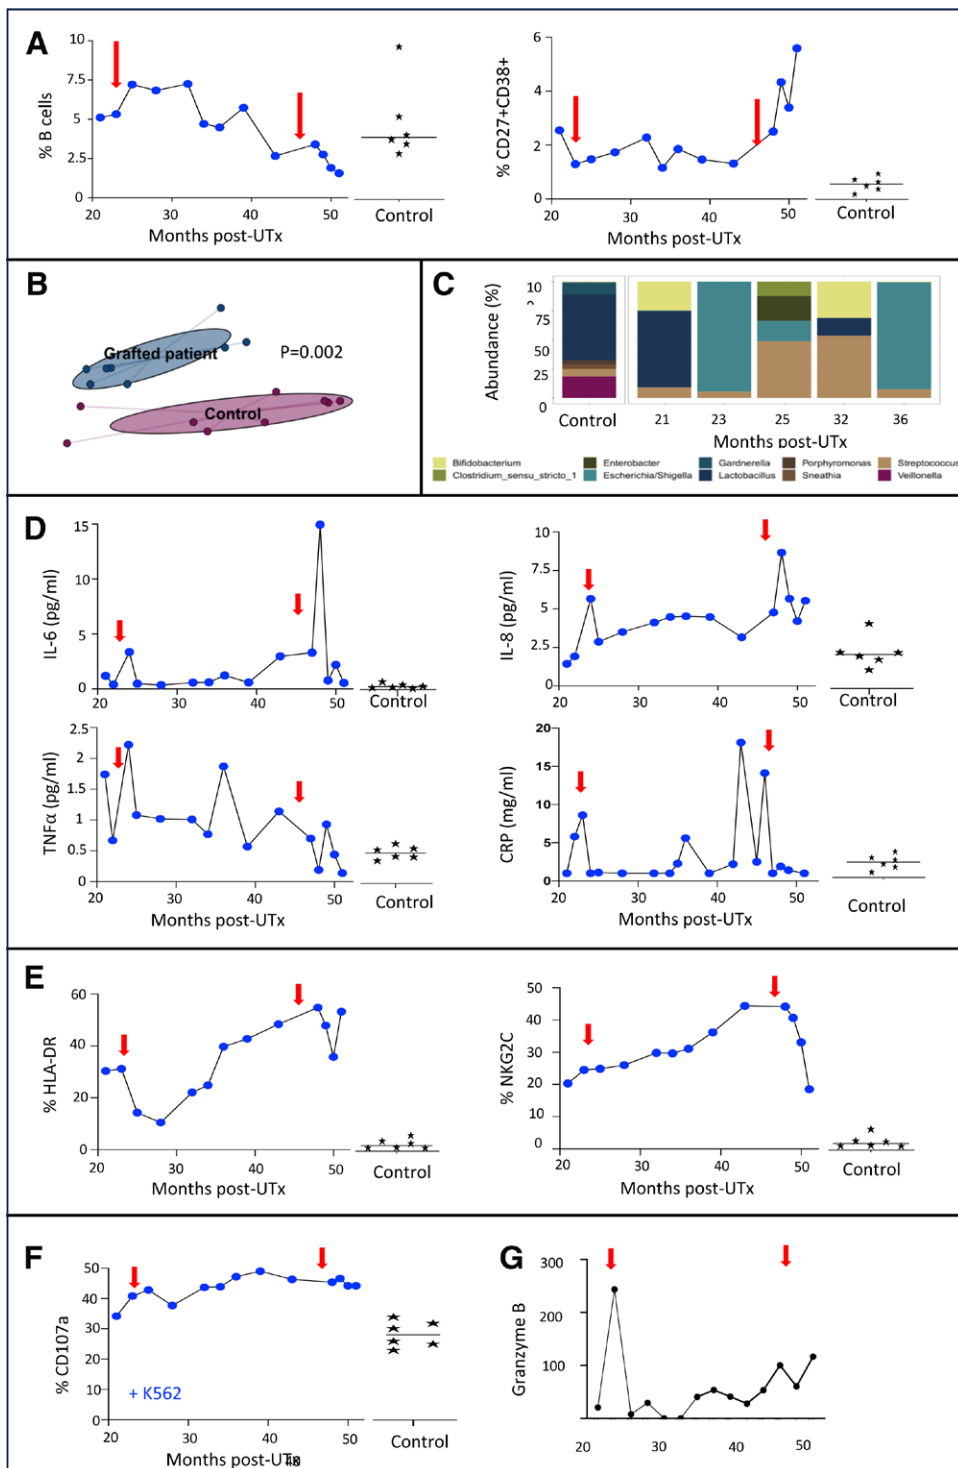 A
% B cells
10
7.5
5
2.5
0
20 30 40 50
Months post-UTx
Control
% CD27+CD38+
6
4
2
0
20 30 40 50
Months post-UTx
Control
B
Grafted patient
P=0.002
Control
C
Abundance (%)
10
0
75
50
25
0
Control
21 23 25 32 36
Months post-UTx
Bifidobacterium Enterobacter Gardnerella Porphyromonas Streptococcus
Clostridium_sensu_stricto_1 Escherichia/Shigella Lactobacillus Sneathia Veillonella
D
IL-6 (pg/ml)
15
10
5
0
20 30 40 50
Control
IL-8 (pg/ml)
10
7.5
5
2.5
0
20 30 40 50
Control
TNFα (pg/ml)
2.5
2
1.5
1
0.5
0
20 30 40 50
Months post-UTx
Control
CRP (mg/ml)
20
15
10
5
0
20 30 40 50
Months post-UTx
Control
E
% HLA-DR
60
40
20
0
20 30 40 50
Months post-UTx
Control
% NKG2C
50
40
30
20
10
0
20 30 40 50
Months post-UTx
Control
F
% CD107a
50
40
30
20
10
0
+ K562
20 30 40 50
Months post-UTx
Control
G
Granzyme B
300
200
100
20 30 40 50